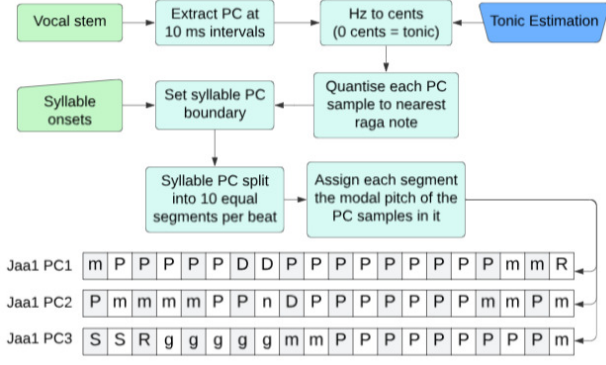 Vocal stem
Extract PC at
10 ms intervals
Hz to cents
(0 cents = tonic)
Tonic Estimation
Syllable
onsets
Set syllable PC
boundary
Quantise each PC
sample to nearest
raga note
Syllable PC split
into 10 equal
segments per beat
Assign each segment
the modal pitch of the
PC samples in it
Jaa1 PC1 m P P P P P D D P P P P P P P P P m m R
Jaa1 PC2 P m m m m P P n D P P P P P P P m m P m
Jaa1 PC3 S S R g g g g g m m P P P P P P P P P m